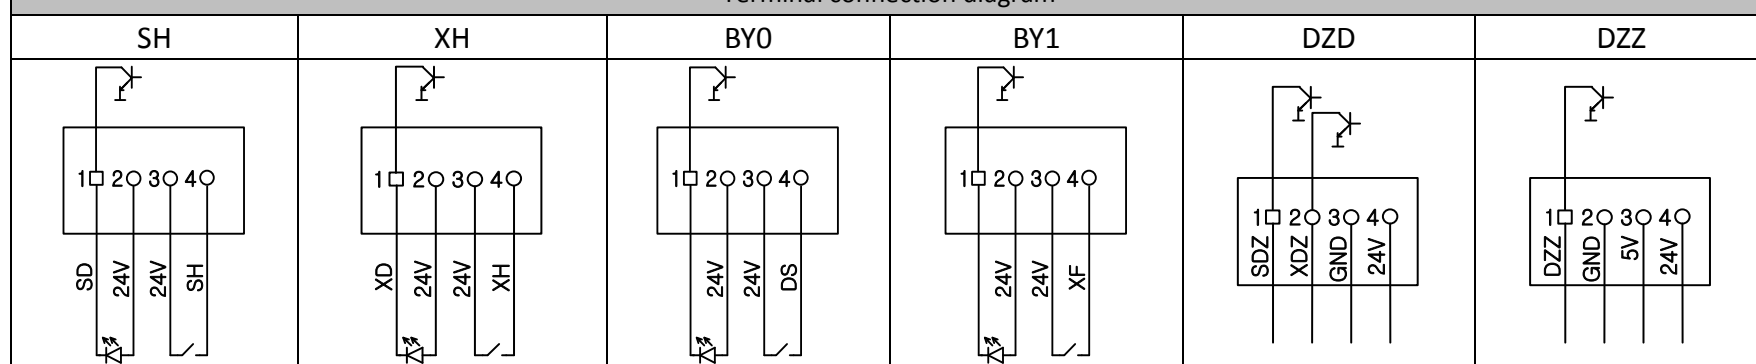 Terminal connection diagram
SH XH BY0 BY1 DZD DZZ
1 2 3 4
SD 24V 24V SH
1 2 3 4
XD 24V 24V XH
1 2 3 4
24V 24V DS
1 2 3 4
24V 24V XF
1 2 3 4
SDZ XDZ GND 24V
1 2 3 4
DZZ GND 5V 24V